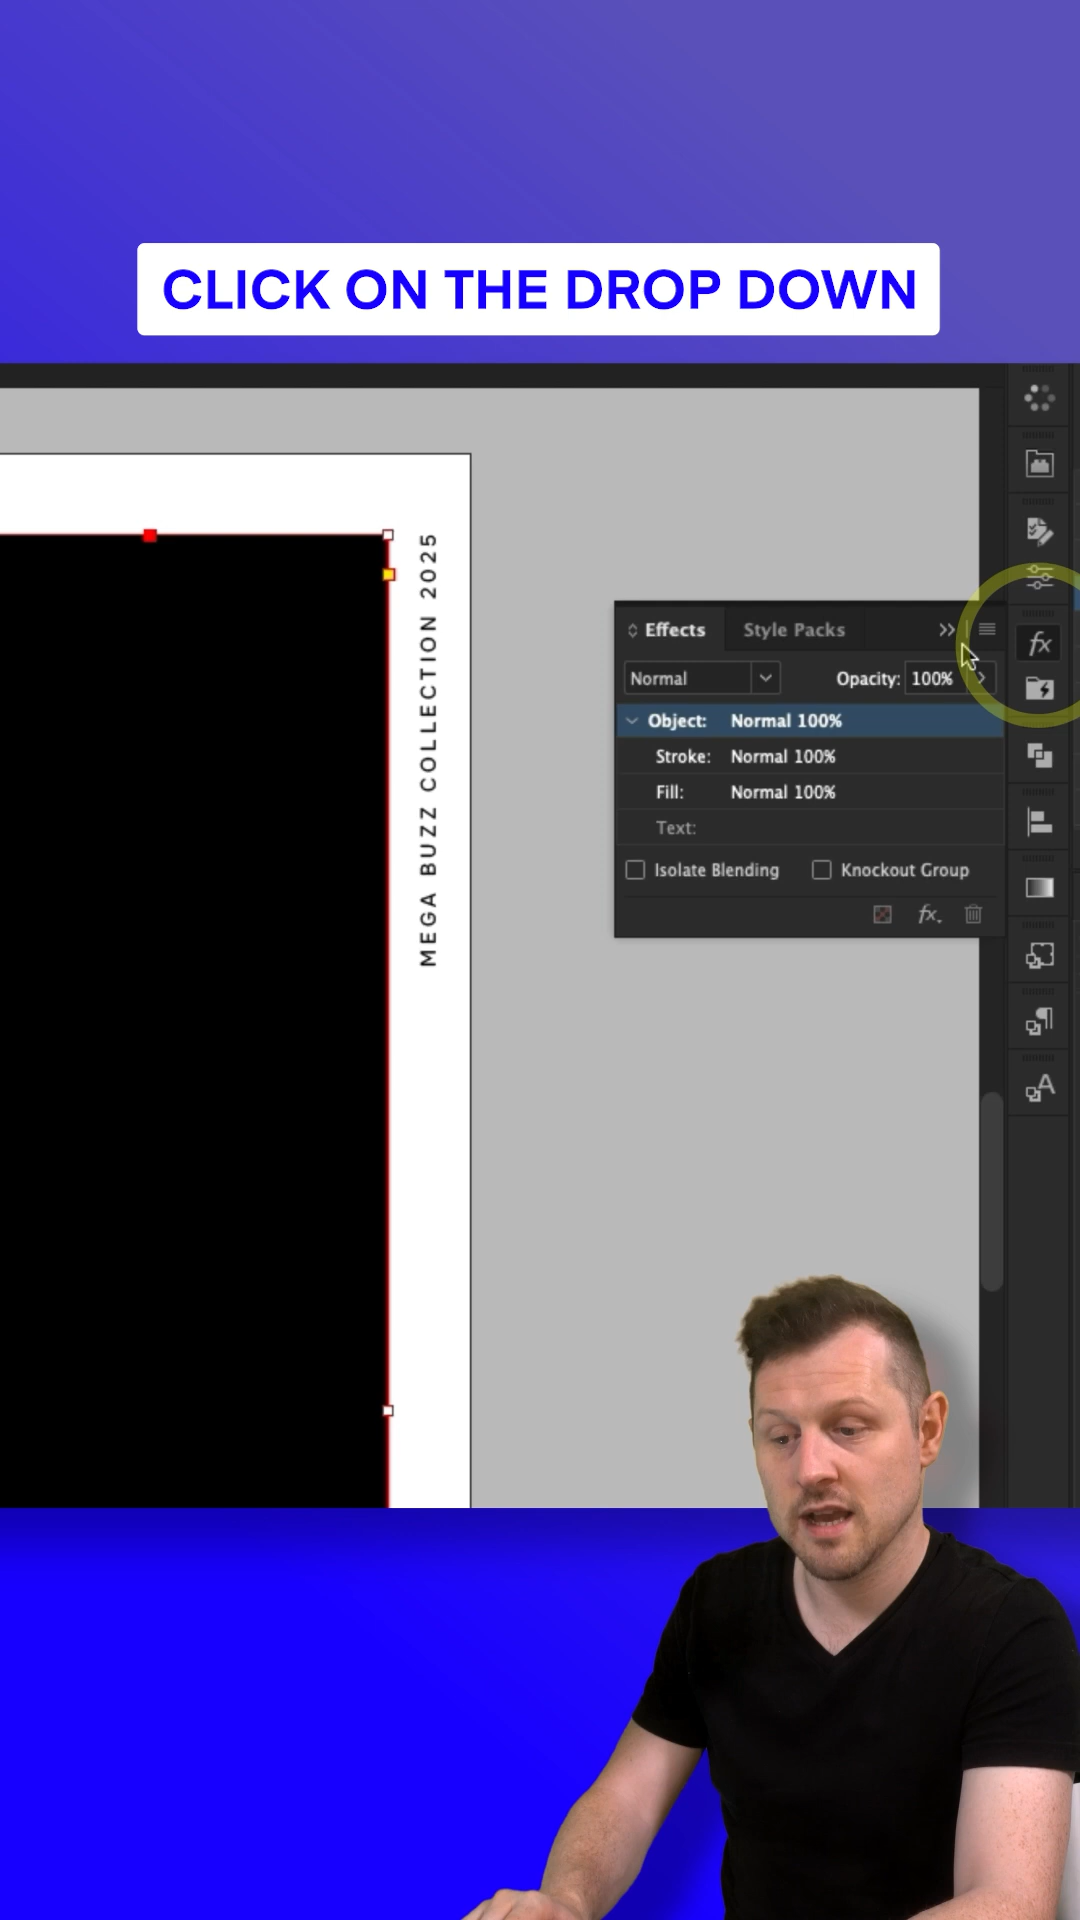 CLICK ON THE DROP DOWN
MEGA BUZZ COLLECTION 2025
Effects Style Packs
Normal Opacity: 100%
Object: Normal 100%
Stroke: Normal 100%
Fill: Normal 100%
Text:
Isolate Blending Knockout Group
fx
fx
A